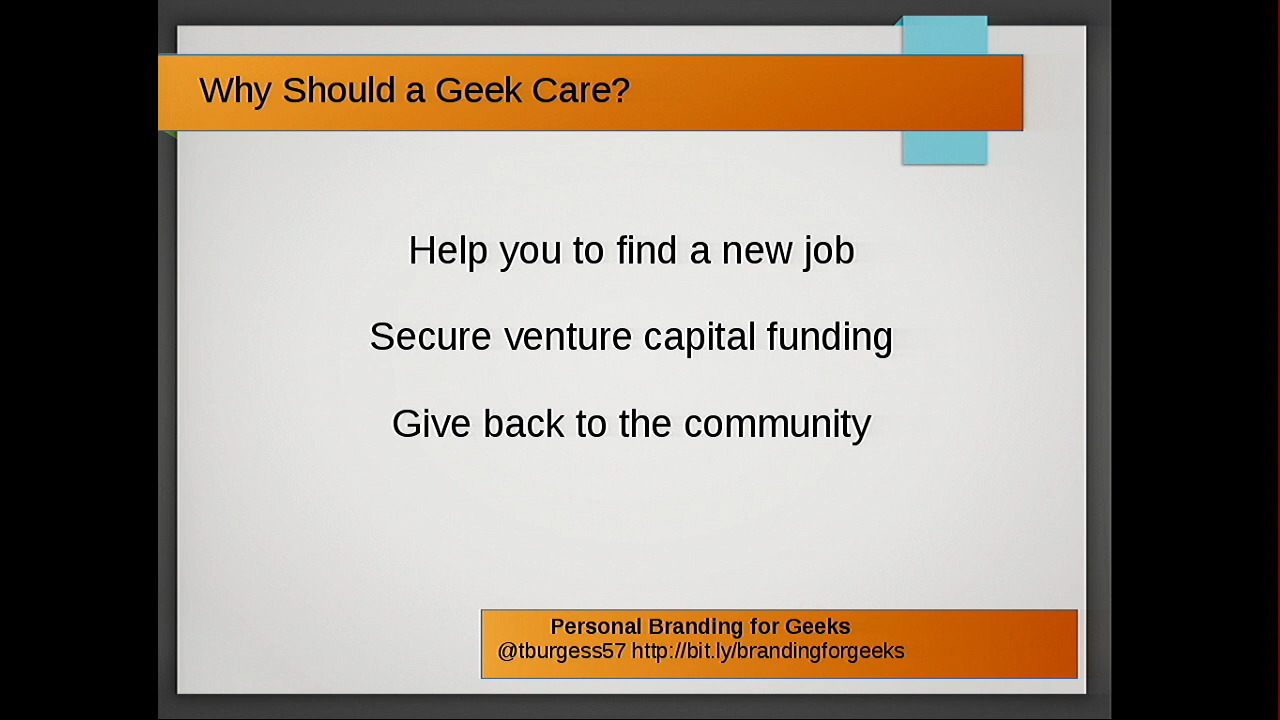 Why Should a Geek Care?
Help you to find a new job
Secure venture capital funding
Give back to the community
Personal Branding for Geeks
@tburgess57 http://bit.ly/brandingforgeeks